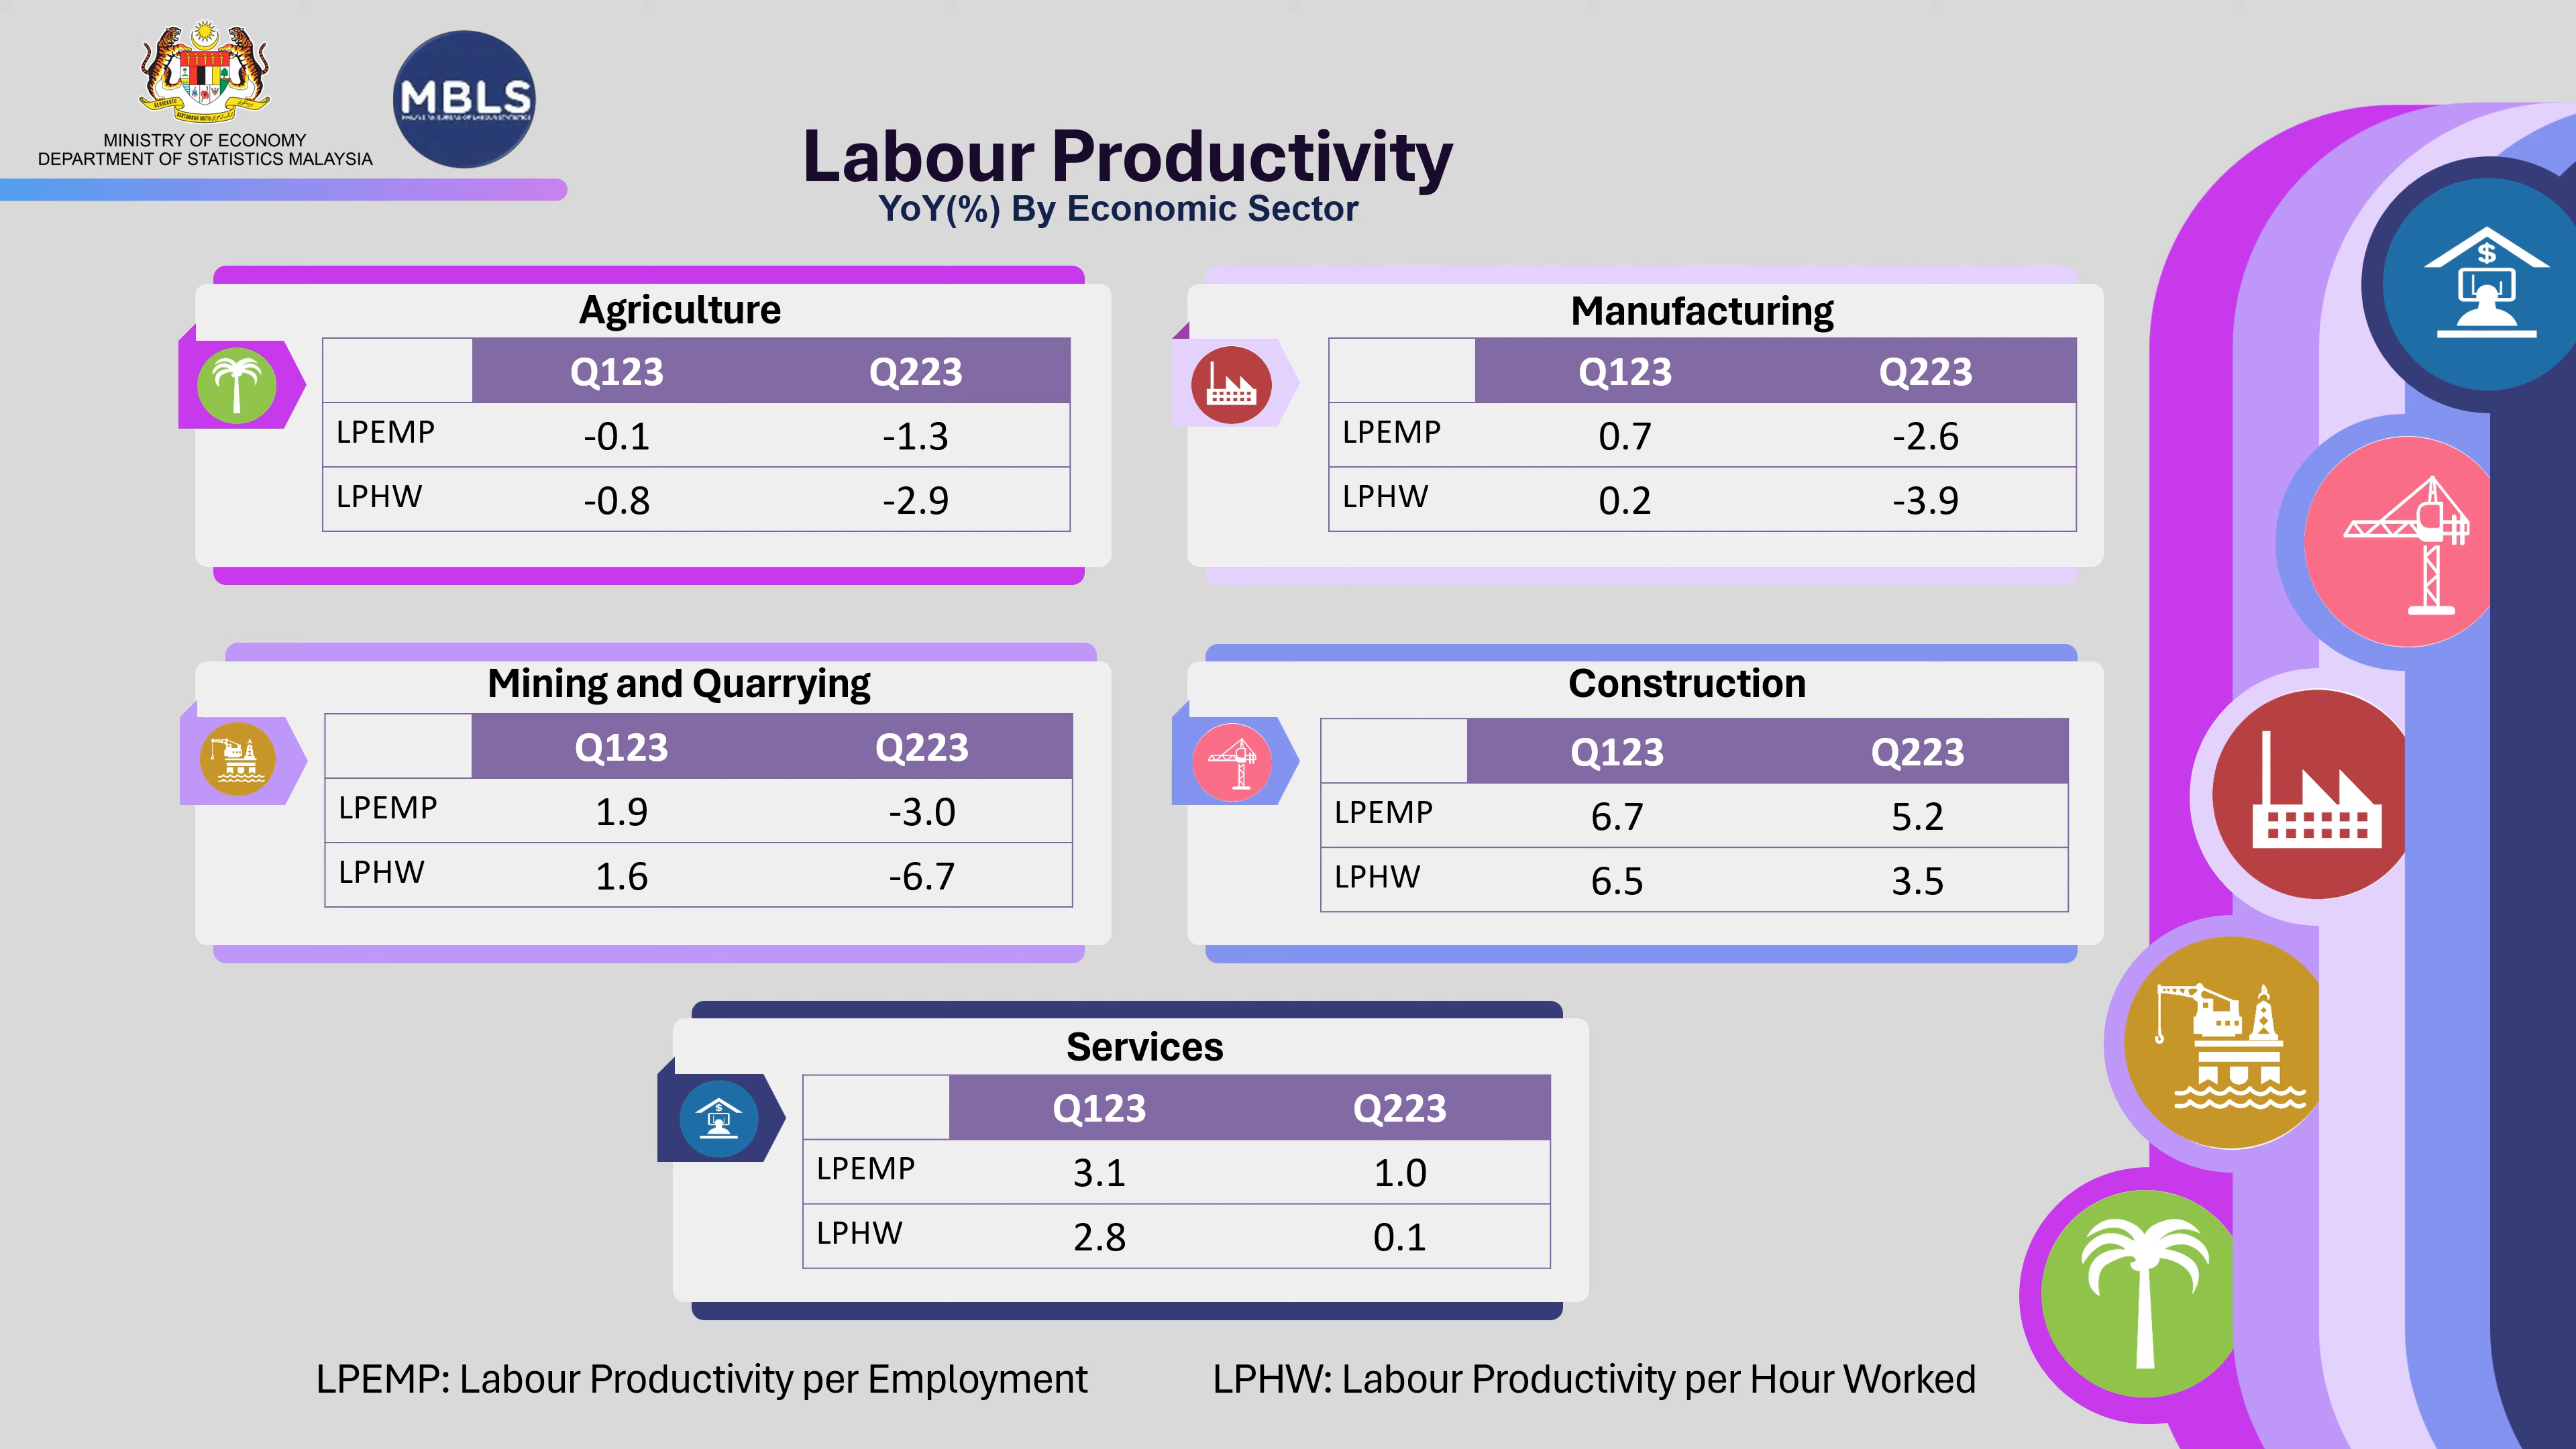 MINISTRY OF ECONOMY
DEPARTMENT OF STATISTICS MALAYSIA
MBLS
Labour Productivity
YoY(%) By Economic Sector
Agriculture
Q123 Q223
LPEMP -0.1 -1.3
LPHW -0.8 -2.9
Manufacturing
Q123 Q223
LPEMP 0.7 -2.6
LPHW 0.2 -3.9
Mining and Quarrying
Q123 Q223
LPEMP 1.9 -3.0
LPHW 1.6 -6.7
Construction
Q123 Q223
LPEMP 6.7 5.2
LPHW 6.5 3.5
Services
Q123 Q223
LPEMP 3.1 1.0
LPHW 2.8 0.1
LPEMP: Labour Productivity per Employment
LPHW: Labour Productivity per Hour Worked